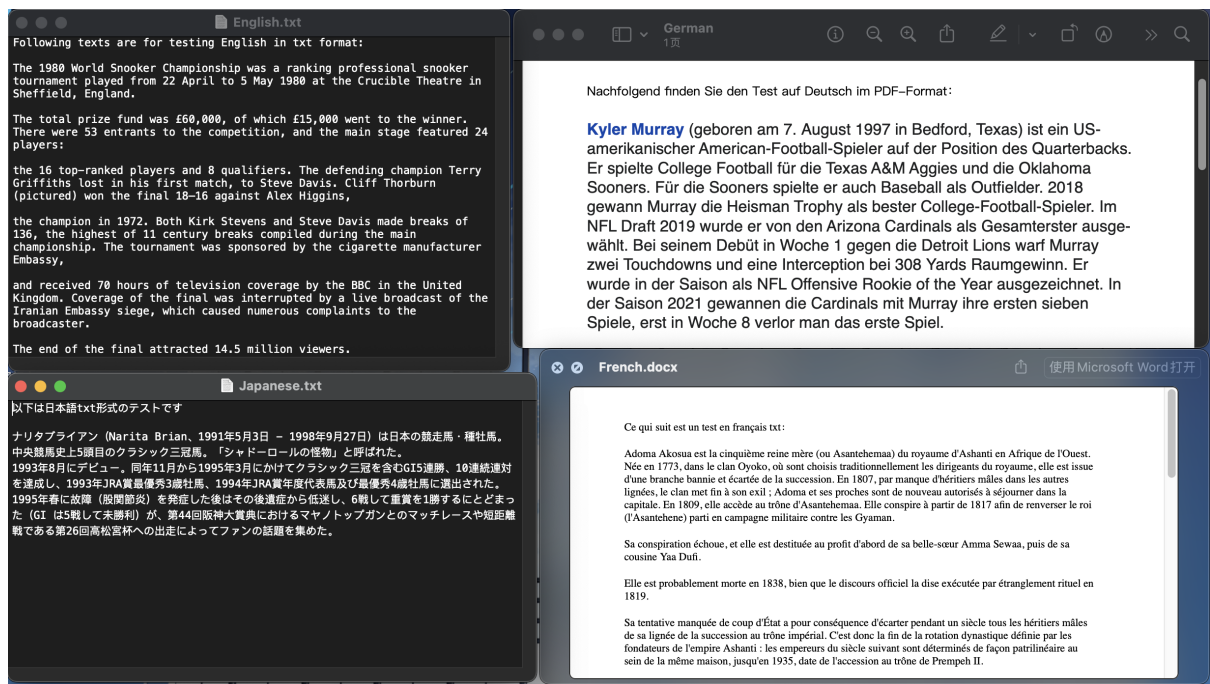 English.txt
Following texts are for testing English in txt format:
The 1980 World Snooker Championship was a ranking professional snooker
tournament played from 22 April to 5 May 1980 at the Crucible Theatre in
Sheffield, England.
The total prize fund was £60,000, of which £15,000 went to the winner.
There were 53 entrants to the competition, and the main stage featured 24
players:
the 16 top-ranked players and 8 qualifiers. The defending champion Terry
Griffiths lost in his first match, to Steve Davis. Cliff Thorburn
(pictured) won the final 18–16 against Alex Higgins,
the champion in 1972. Both Kirk Stevens and Steve Davis made breaks of
136, the highest of 11 century breaks compiled during the main
championship. The tournament was sponsored by the cigarette manufacturer
Embassy,
and received 70 hours of television coverage by the BBC in the United
Kingdom. Coverage of the final was interrupted by a live broadcast of the
Iranian Embassy siege, which caused numerous complaints to the
broadcaster.
The end of the final attracted 14.5 million viewers.
German
1页
Nachfolgend finden Sie den Test auf Deutsch im PDF-Format:
Kyler Murray (geboren am 7. August 1997 in Bedford, Texas) ist ein US-
amerikanischer American-Football-Spieler auf der Position des Quarterbacks.
Er spielte College Football für die Texas A&M Aggies und die Oklahoma
Sooners. Für die Sooners spielte er auch Baseball als Outfielder. 2018
gewann Murray die Heisman Trophy als bester College-Football-Spieler. Im
NFL Draft 2019 wurde er von den Arizona Cardinals als Gesamterster ausge-
wählt. Bei seinem Debüt in Woche 1 gegen die Detroit Lions warf Murray
zwei Touchdowns und eine Interception bei 308 Yards Raumgewinn. Er
wurde in der Saison als NFL Offensive Rookie of the Year ausgezeichnet. In
der Saison 2021 gewannen die Cardinals mit Murray ihre ersten sieben
Spiele, erst in Woche 8 verlor man das erste Spiel.
Japanese.txt
以下は日本語txt形式のテストです
ナリタブライアン（Narita Brian、1991年5月3日 – 1998年9月27日）は日本の競走馬・種牡馬。
中央競馬史上5頭目のクラシック三冠馬。「シャドーロールの怪物」と呼ばれた。
1993年8月にデビュー。同年11月から1995年3月にかけてクラシック三冠を含むGI5連勝、10連続連対
を達成し、1993年JRA賞最優秀3歳牡馬、1994年JRA賞年度代表馬及び最優秀4歳牡馬に選出された。
1995年春に故障（股関節炎）を発症した後はその後遺症から低迷し、6戦して重賞を1勝するにとどまっ
た（GI は5戦して未勝利）が、第44回阪神大賞典におけるマヤノトップガンとのマッチレースや短距離
戦である第26回高松宮杯への出走によってファンの話題を集めた。
French.docx
使用 Microsoft Word 打开
Ce qui suit est un test en français txt:
Adoma Akosua est la cinquième reine mère (ou Asantehemaa) du royaume d'Ashanti en Afrique de l'Ouest.
Née en 1773, dans le clan Oyoko, où sont choisis traditionnellement les dirigeants du royaume, elle est issue
d'une branche bannie et écartée de la succession. En 1807, par manque d'héritiers mâles dans les autres
lignées, le clan met fin à son exil ; Adoma et ses proches sont de nouveau autorisés à séjourner dans la
capitale. En 1809, elle accède au trône d'Asantehemaa. Elle conspire à partir de 1817 afin de renverser le roi
(l'Asantehene) parti en campagne militaire contre les Gyaman.
Sa conspiration échoue, et elle est destituée au profit d'abord de sa belle-sœur Amma Sewaa, puis de sa
cousine Yaa Dufi.
Elle est probablement morte en 1838, bien que le discours officiel la dise exécutée par étranglement rituel en
1819.
Sa tentative manquée de coup d'État a pour conséquence d'écarter pendant un siècle tous les héritiers mâles
de sa lignée de la succession au trône impérial. C'est donc la fin de la rotation dynastique définie par les
fondateurs de l'empire Ashanti : les empereurs du siècle suivant sont déterminés de façon patrilinéaire au
sein de la même maison, jusqu'en 1935, date de l'accession au trône de Prempeh II.